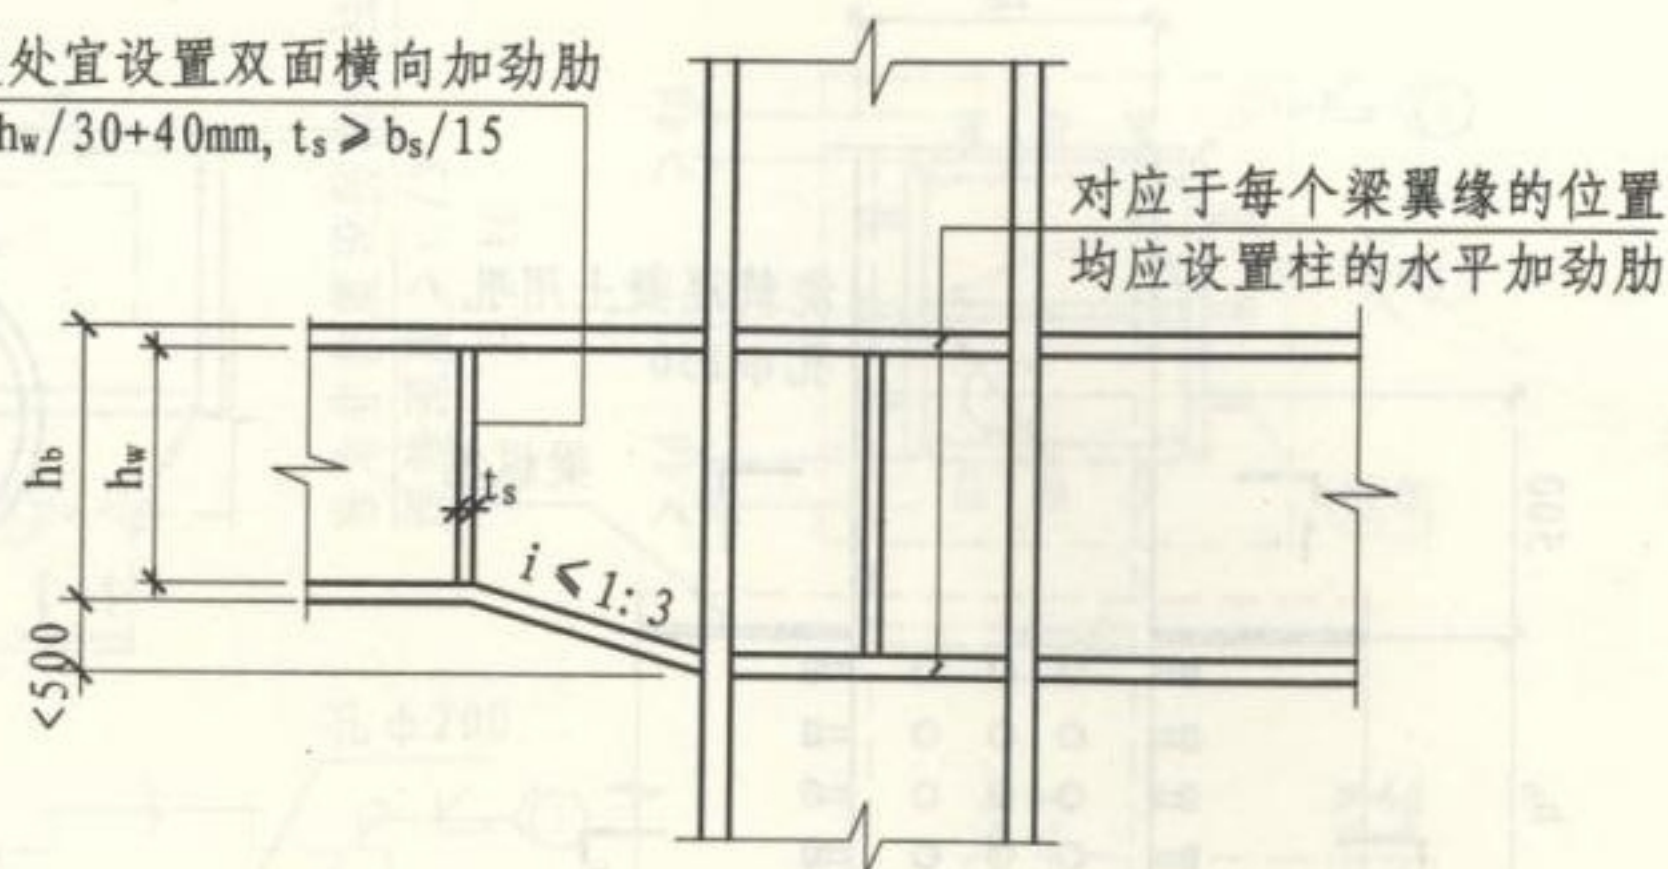 处宜设置双面横向加劲肋
hw/30+40mm, ts≥bs/15
对应于每个梁翼缘的位置
均应设置柱的水平加劲肋
hb
hw
ts
i≤1:3
<500